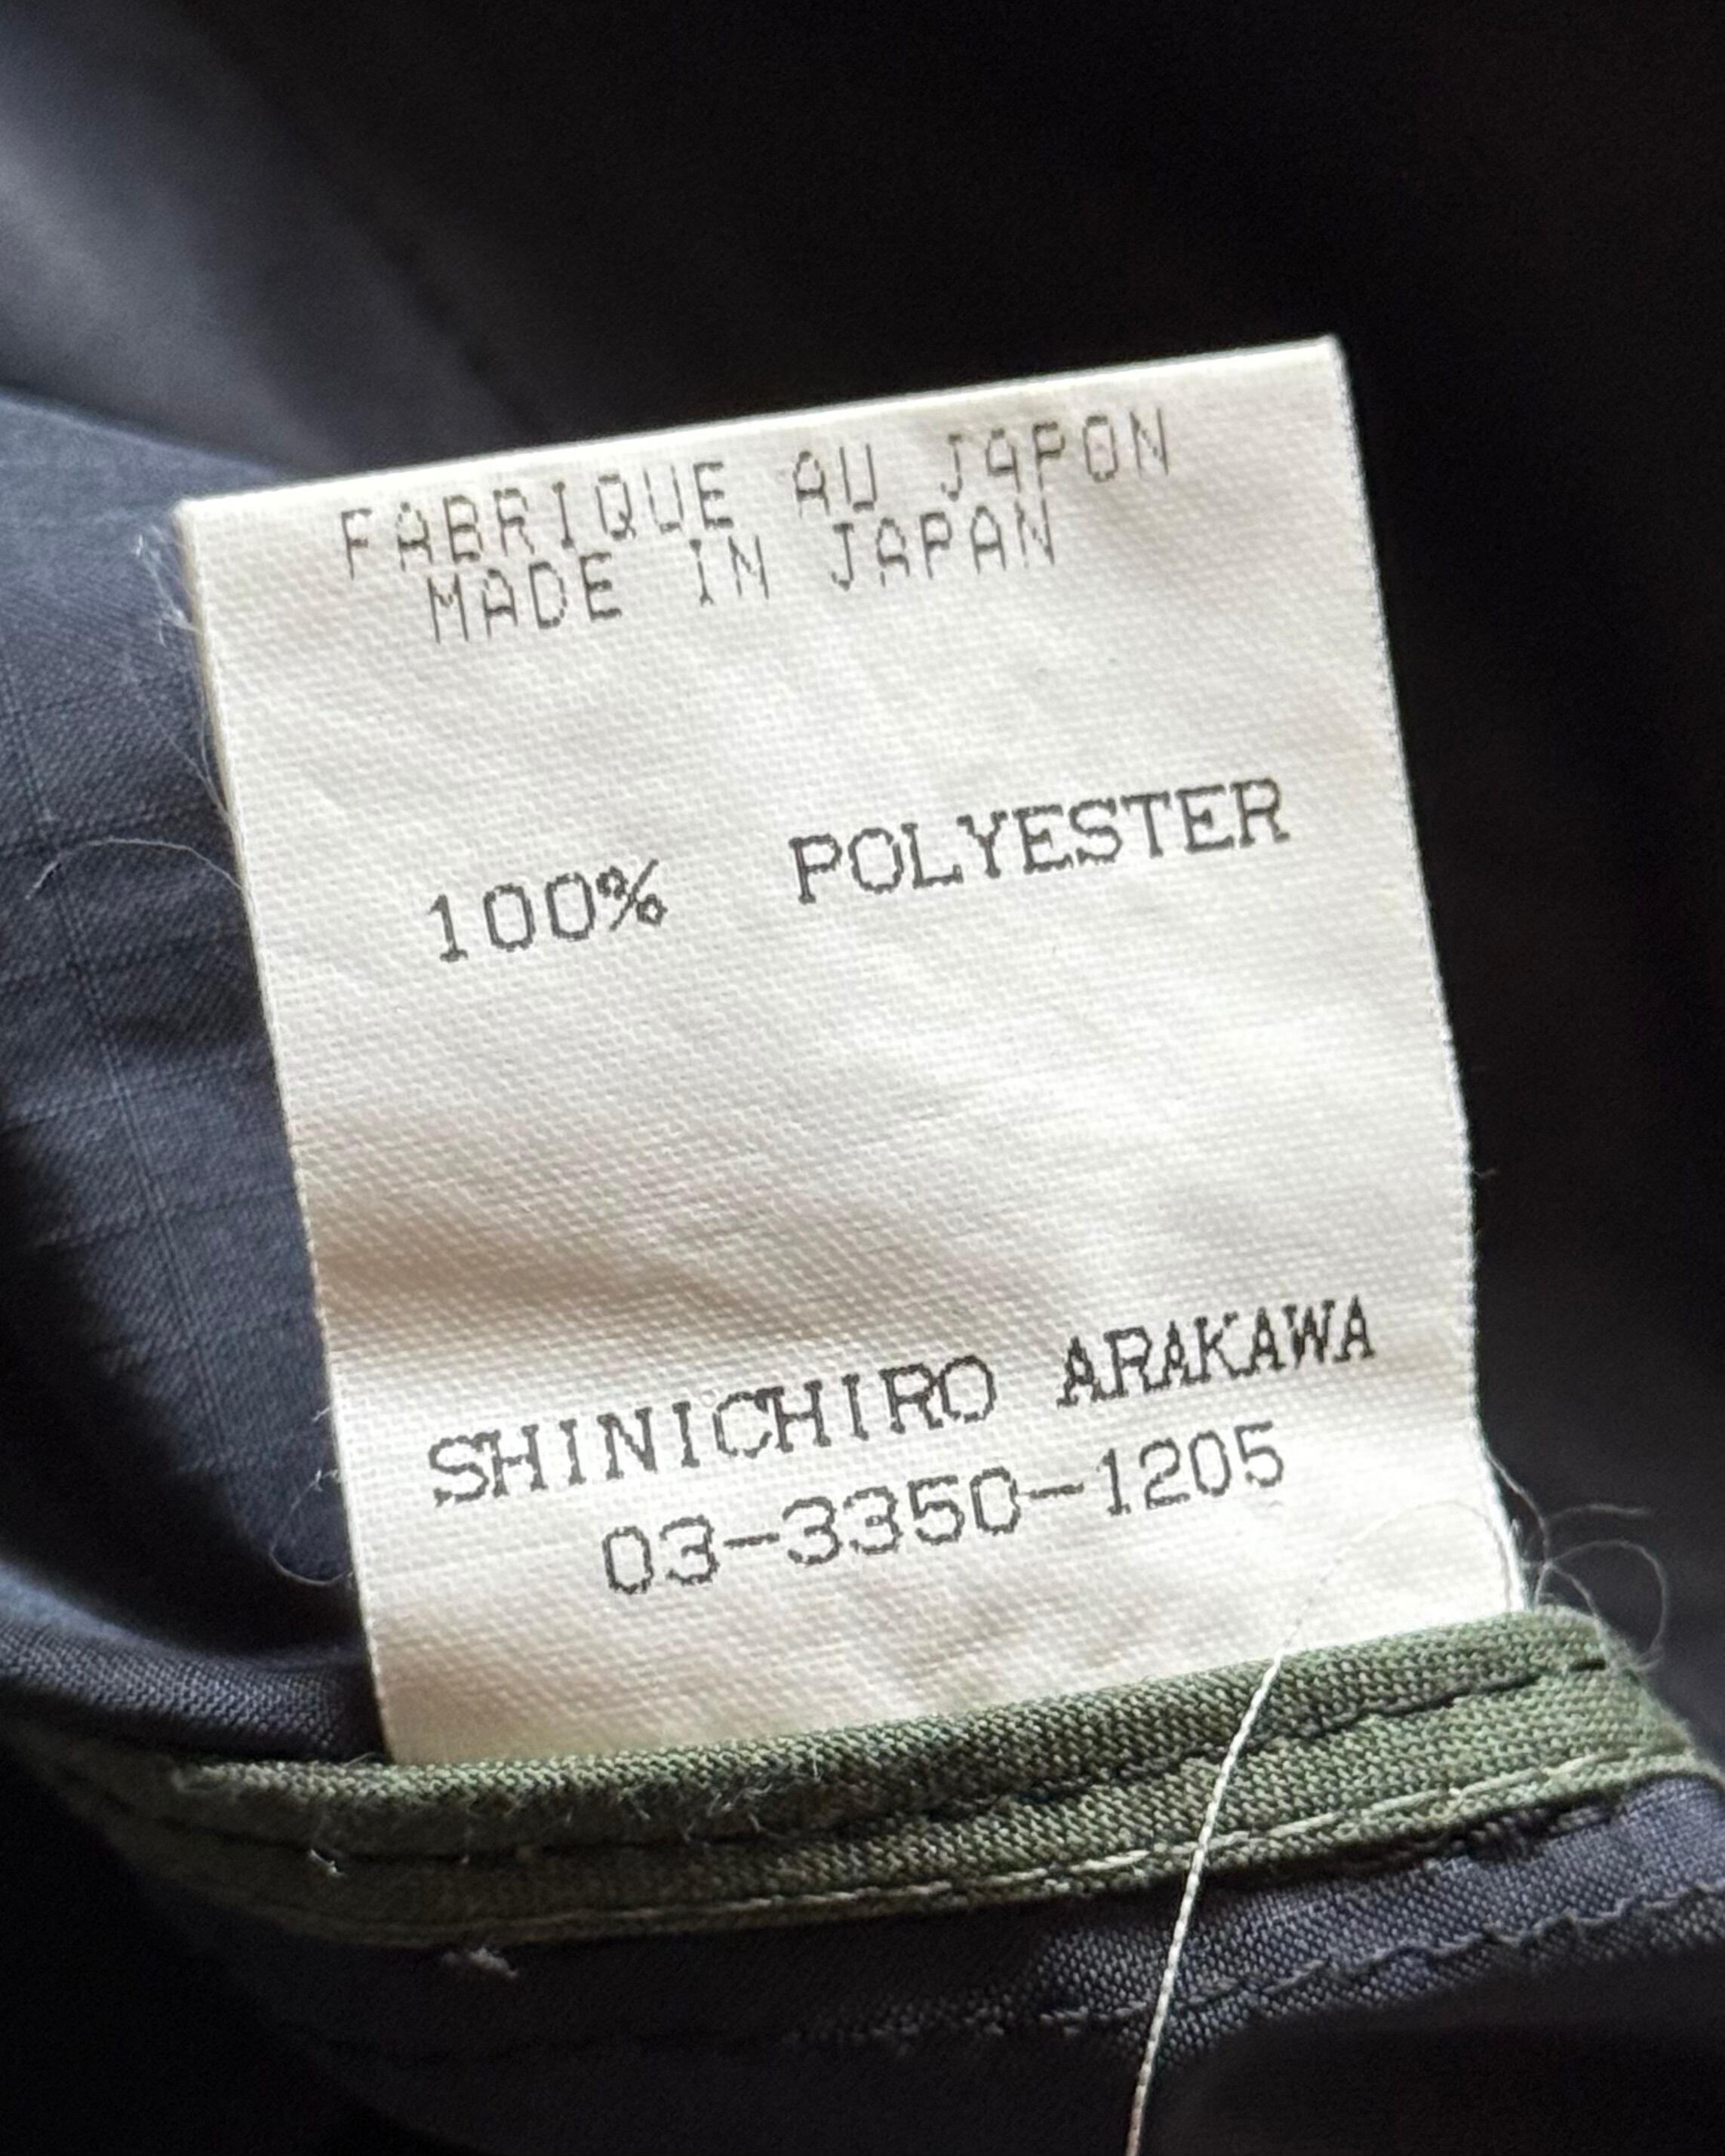 FABRIQUE AU JAPON
MADE IN JAPAN
100% POLYESTER
SHINICHIRO ARAKAWA
03-3350-1205